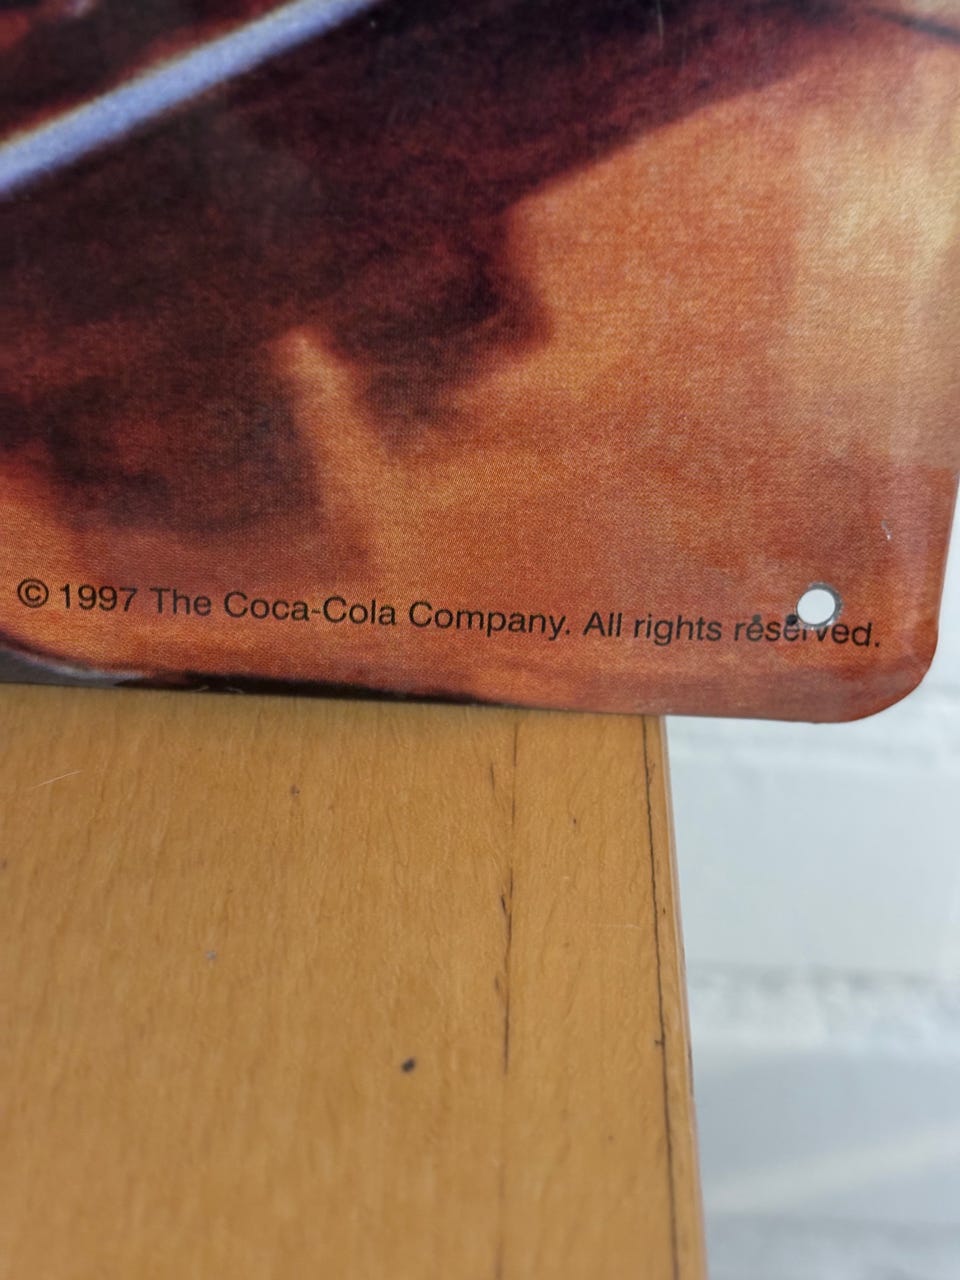 © 1997 The Coca-Cola Company. All rights reserved.